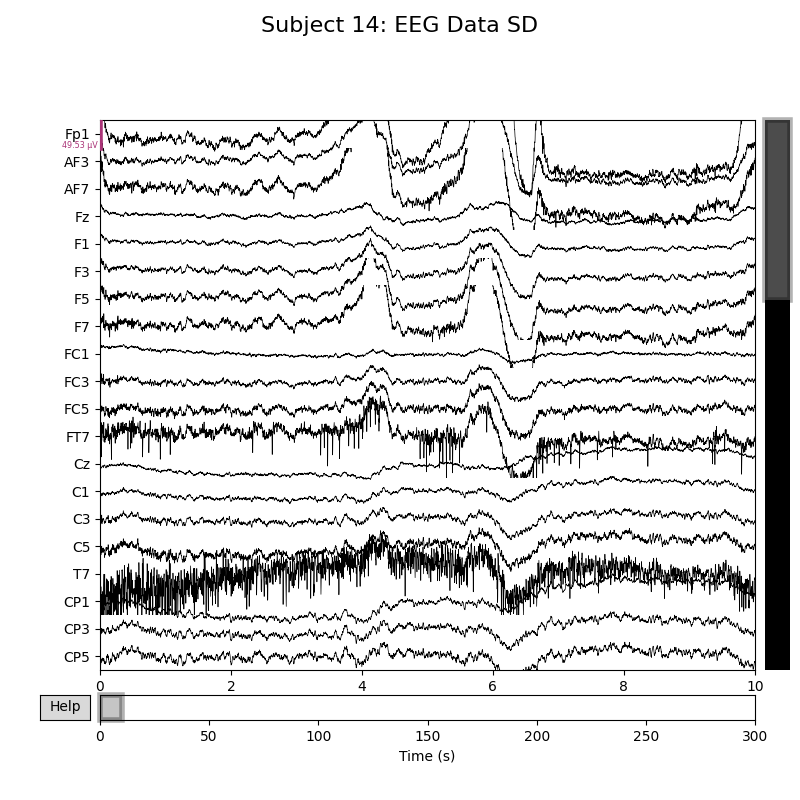 Subject 14: EEG Data SD
Fp1
49.53 µV
AF3
AF7
Fz
F1
F3
F5
F7
FC1
FC3
FC5
FT7
Cz
C1
C3
C5
T7
CP1
CP3
CP5
0 2 4 6 8 10
Help
0 50 100 150 200 250 300
Time (s)